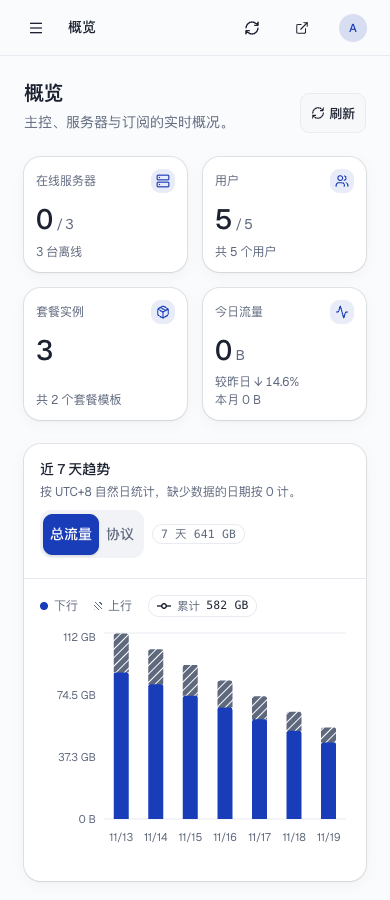 概览
A
概览
主控、服务器与订阅的实时概况。
刷新
在线服务器
0 / 3
3 台离线
用户
5 / 5
共 5 个用户
套餐实例
3
共 2 个套餐模板
今日流量
0 B
较昨日 ↓ 14.6%
本月 0 B
近 7 天趋势
按 UTC+8 自然日统计，缺少数据的日期按 0 计。
总流量 协议 7 天 641 GB
下行 上行 累计 582 GB
112 GB
74.5 GB
37.3 GB
0 B
11/13 11/14 11/15 11/16 11/17 11/18 11/19